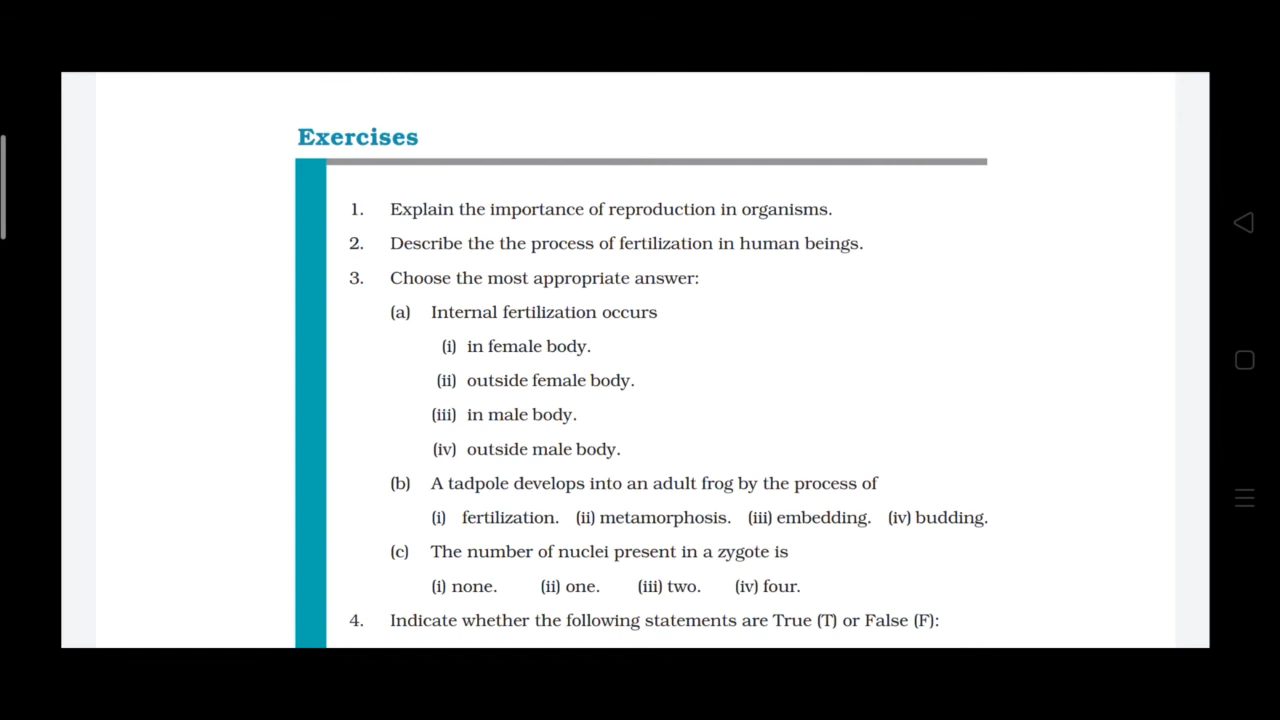 Exercises
1. Explain the importance of reproduction in organisms.
2. Describe the the process of fertilization in human beings.
3. Choose the most appropriate answer:
(a) Internal fertilization occurs
(i) in female body.
(ii) outside female body.
(iii) in male body.
(iv) outside male body.
(b) A tadpole develops into an adult frog by the process of
(i) fertilization. (ii) metamorphosis. (iii) embedding. (iv) budding.
(c) The number of nuclei present in a zygote is
(i) none. (ii) one. (iii) two. (iv) four.
4. Indicate whether the following statements are True (T) or False (F):